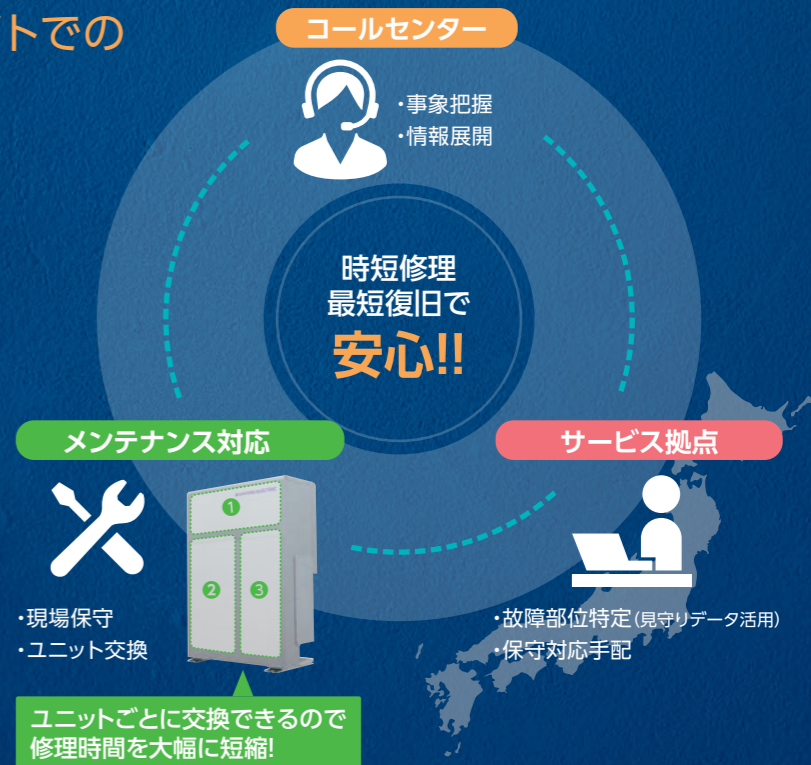 トでの
コールセンター
・事象把握
・情報展開
時短修理
最短復旧で
安心!!
メンテナンス対応
・現場保守
・ユニット交換
1
2
3
ユニットごとに交換できるので
修理時間を大幅に短縮!
サービス拠点
・故障部位特定(見守りデータ活用)
・保守対応手配